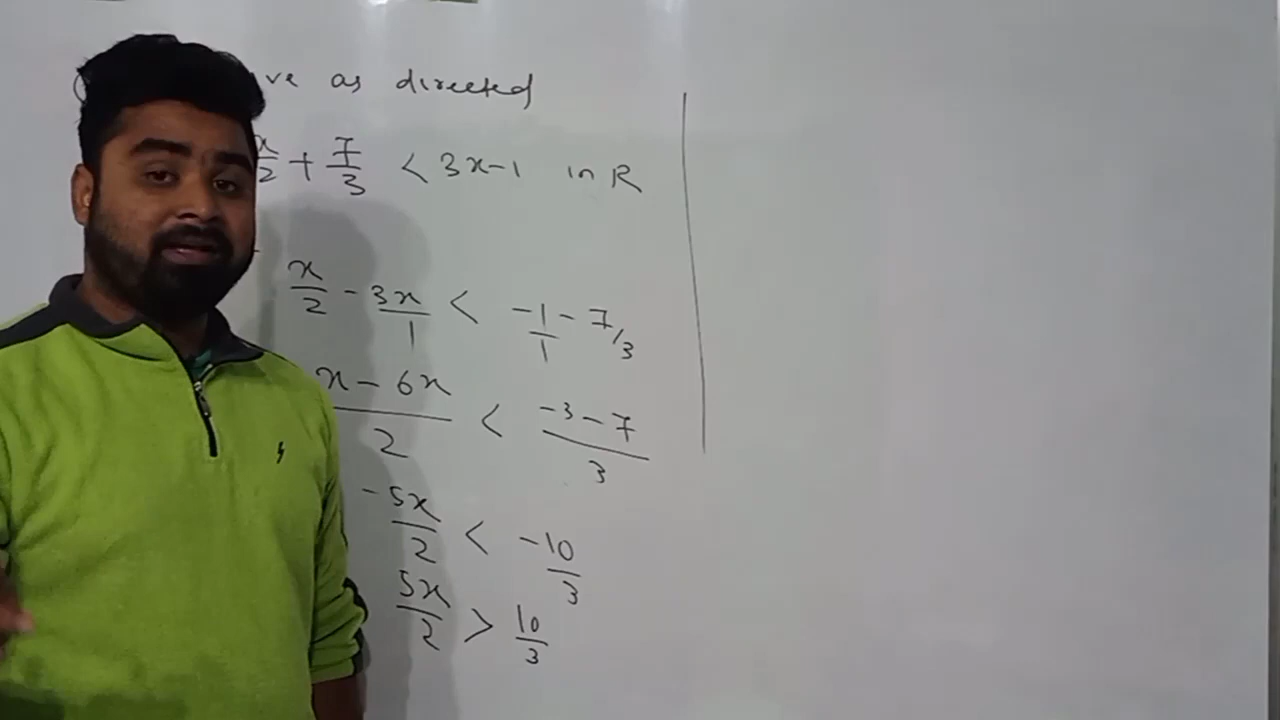 as directed
x/2 + 7/3 < 3x-1 in R
x/2 - 3x/1 < -1/1 - 7/3
x - 6x/2 < -3-7/3
-5x/2 < -10/3
5x/2 > 10/3